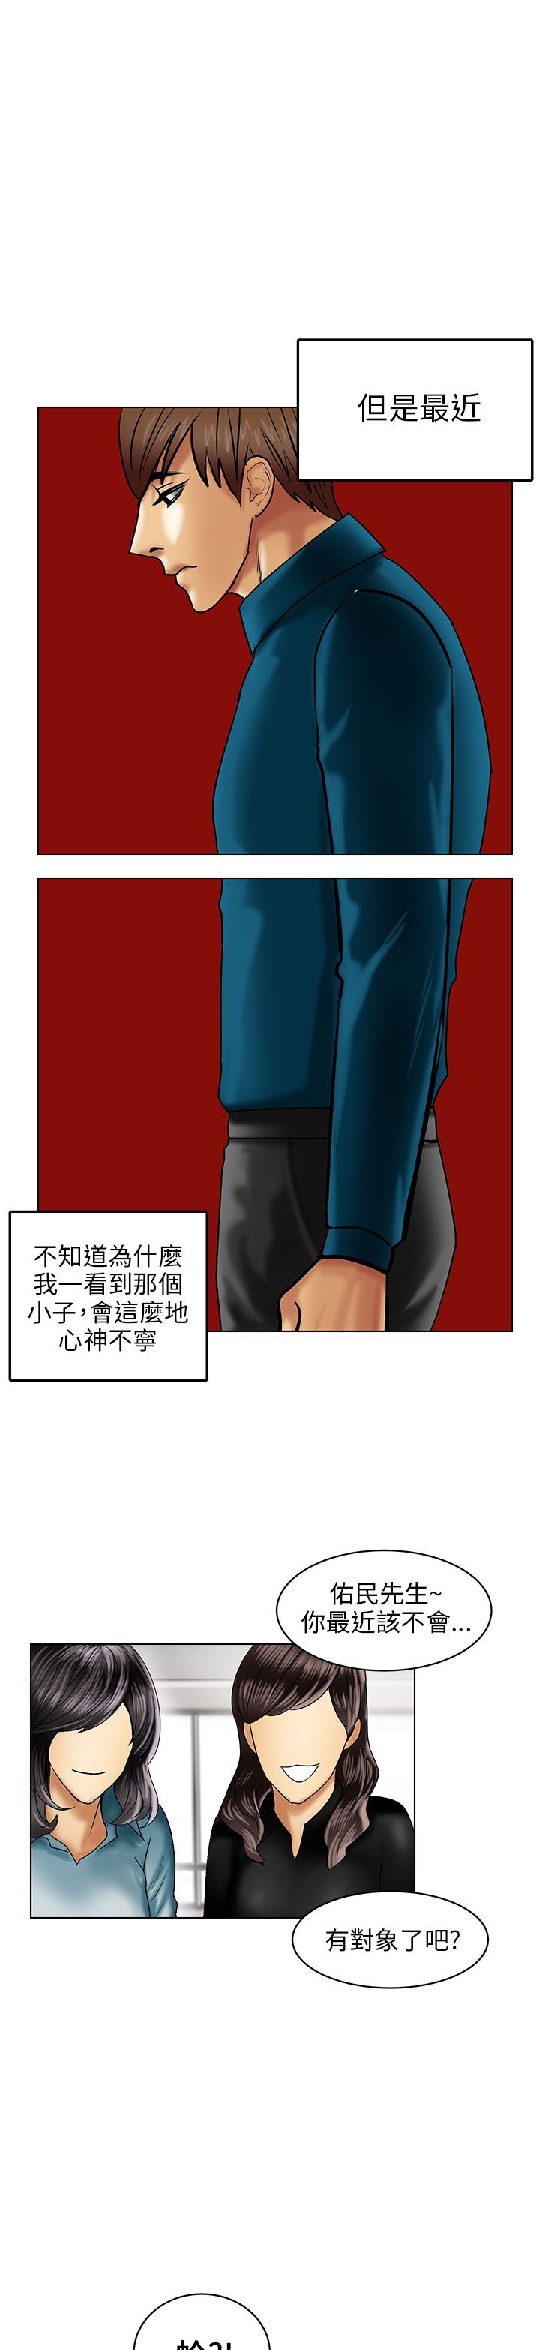 但是最近
不知道為什麼
我一看到那個
小子，會這麼地
心神不寧
佑民先生~
你最近該不會...
有對象了吧?